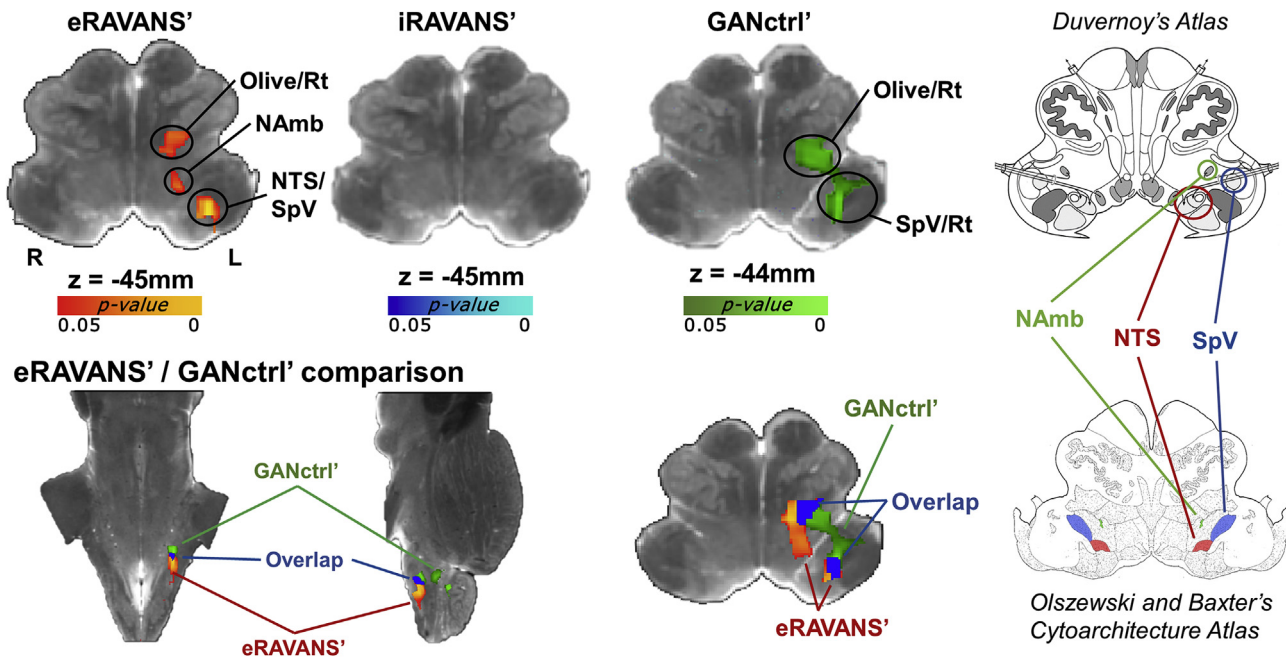 eRAVANS’
iRAVANS’
GANctrl’
Duvernoy’s Atlas
Olive/Rt
NAmb
NTS/
SpV
R
L
Olive/Rt
SpV/Rt
z = -45mm
p-value
0.05 0
z = -45mm
p-value
0.05 0
z = -44mm
p-value
0.05 0
NAmb
NTS
SpV
eRAVANS’ / GANctrl’ comparison
GANctrl’
Overlap
eRAVANS’
GANctrl’
Overlap
eRAVANS’
Olszewski and Baxter’s
Cytoarchitecture Atlas